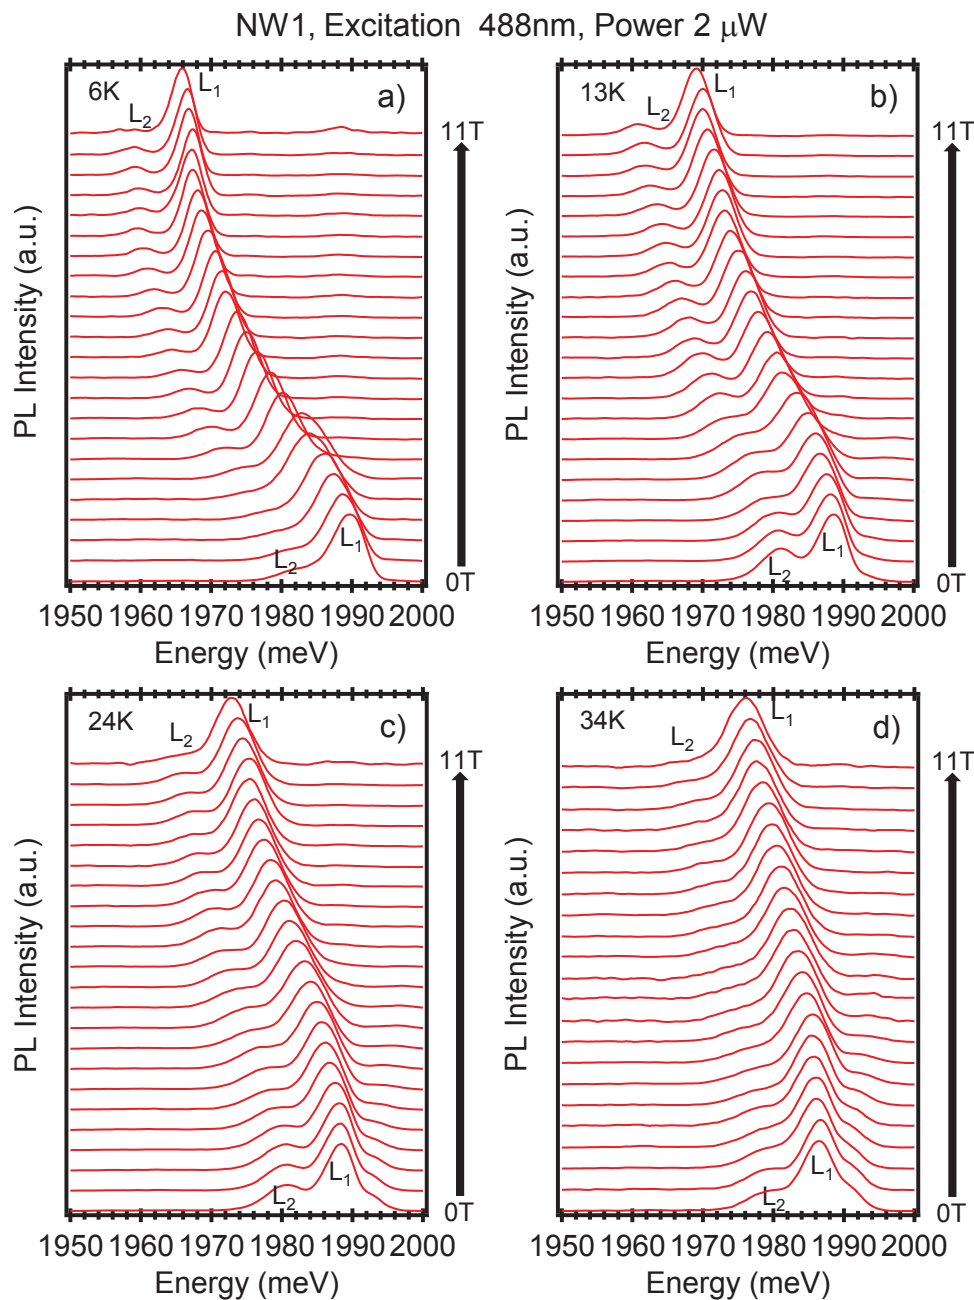 NW1, Excitation 488nm, Power 2 μW
6K
L2
L1
a)
11T
0T
L2
L1
PL Intensity (a.u.)
1950 1960 1970 1980 1990 2000
Energy (meV)
13K
L2
L1
b)
11T
0T
L2
L1
PL Intensity (a.u.)
1950 1960 1970 1980 1990 2000
Energy (meV)
24K
L2
L1
c)
11T
0T
L2
L1
PL Intensity (a.u.)
1950 1960 1970 1980 1990 2000
Energy (meV)
34K
L2
L1
d)
11T
0T
L2
L1
PL Intensity (a.u.)
1950 1960 1970 1980 1990 2000
Energy (meV)